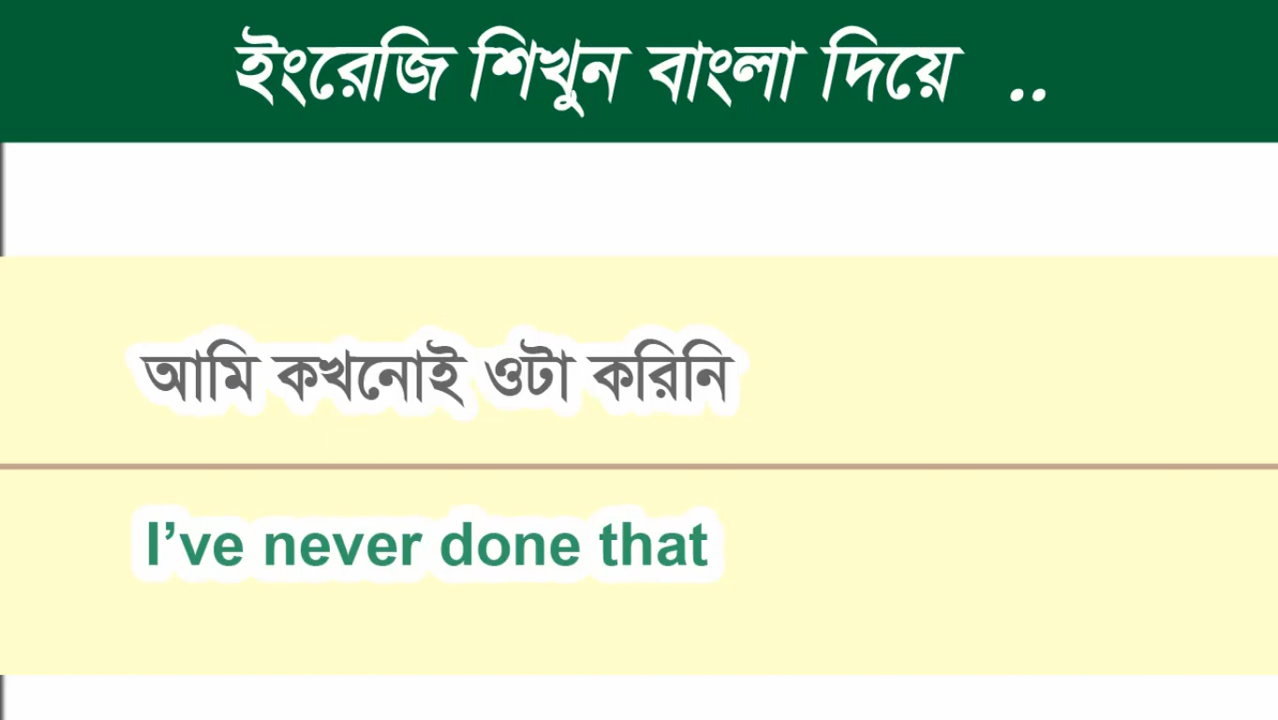 ইংরেজি শিখুন বাংলা দিয়ে ..
আমি কখনোই ওটা করিনি
I’ve never done that